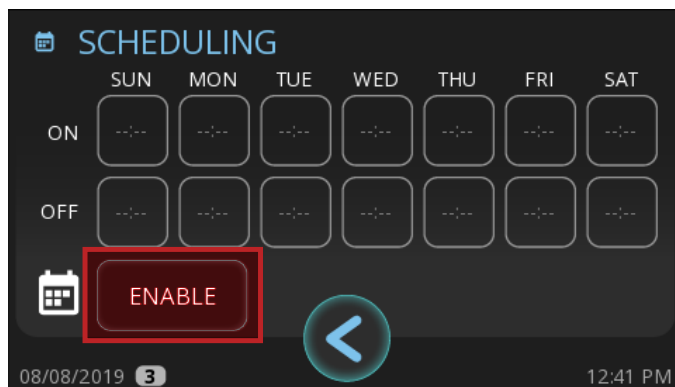 SCHEDULING
SUN MON TUE WED THU FRI SAT
ON --:-- --:-- --:-- --:-- --:-- --:-- --:--
OFF --:-- --:-- --:-- --:-- --:-- --:-- --:--
ENABLE
08/08/2019 3 12:41 PM